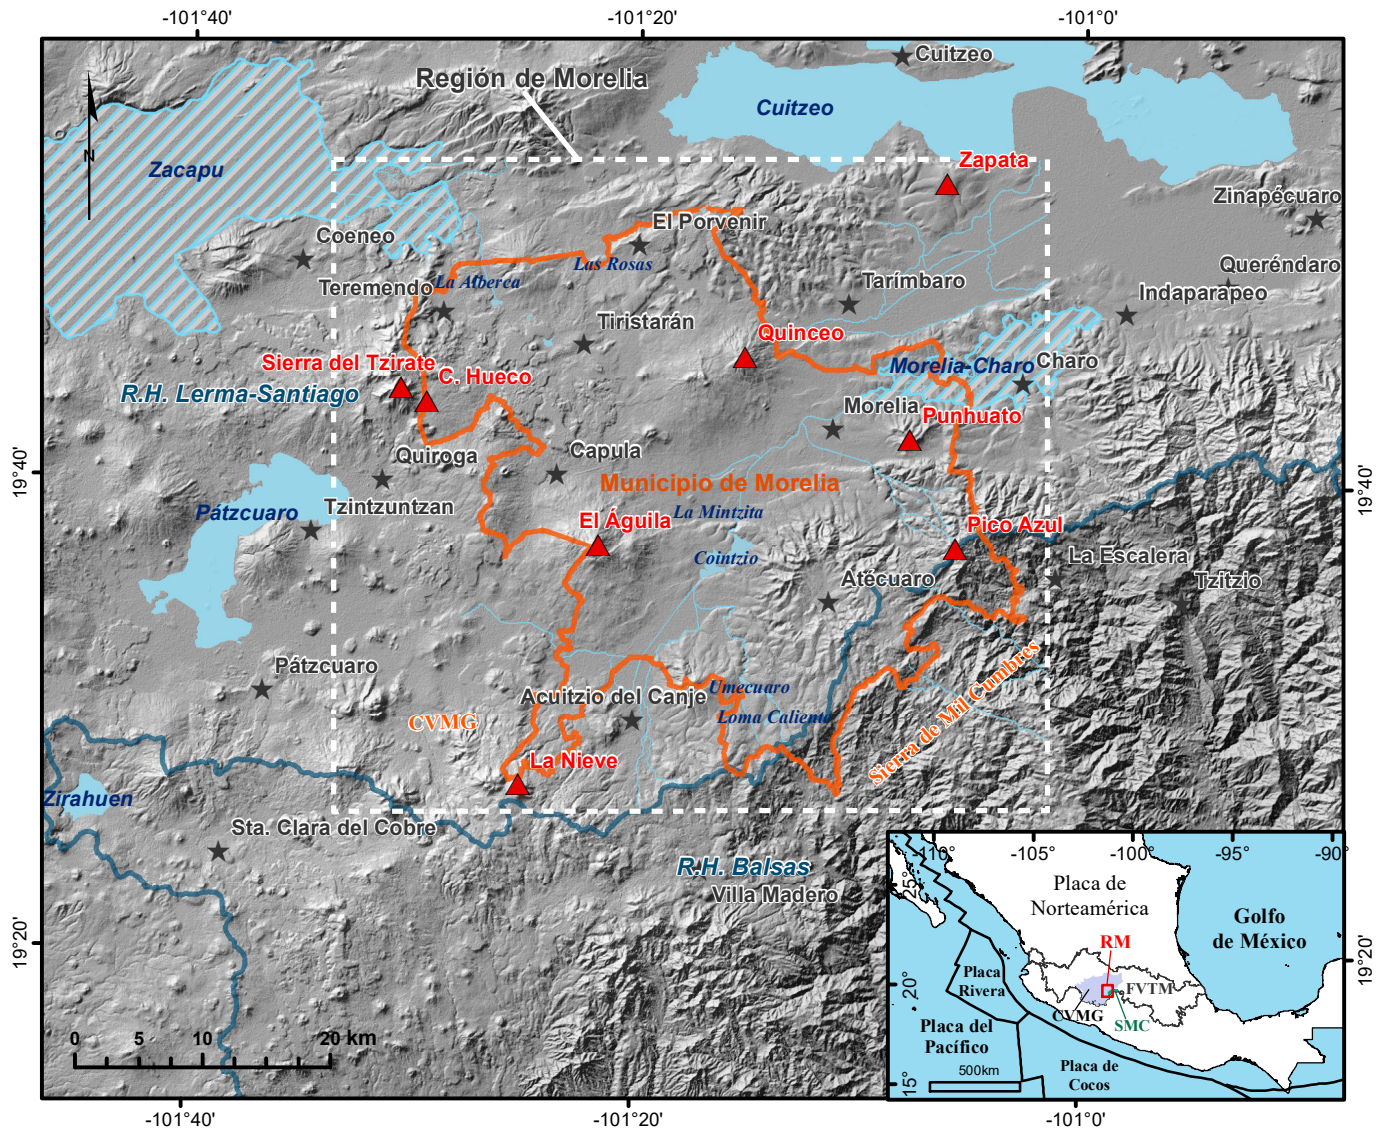 -101°40'
-101°20'
-101°0'
Región de Morelia
Cuitzeo
Cuitzeo
Zacapu
Zapata
Zinapécuaro
El Porvenir
Coeneo
Las Rosas
Queréndaro
La Alberca
Teremendo
Tarímbaro
Indaparapeo
Tiristarán
Quinceo
Sierra del Tzirate
C. Hueco
Morelia-Charo
Charo
R.H. Lerma-Santiago
Morelia
Punhuato
Quiroga
Capula
19°40'
19°40'
Municipio de Morelia
Pátzcuaro
Tzintzuntzan
El Águila
La Mintzita
Pico Azul
Cointzio
La Escalera
Atécuaro
Tzitzio
Pátzcuaro
Umecuaro
Acuitzio del Canje
Loma Caliente
Sierra de Mil Cumbres
CVMG
La Nieve
Zirahuen
Sta. Clara del Cobre
R.H. Balsas
Villa Madero
19°20'
19°20'
N
0 5 10 20 km
-101°40'
-101°20'
-101°0'
-110°
-105°
-100°
-95°
-90°
25°
20°
15°
Placa de
Norteamérica
Golfo
de México
RM
Placa
Rivera
FVTM
CVMG
SMC
Placa del
Pacífico
Placa de
Cocos
500km